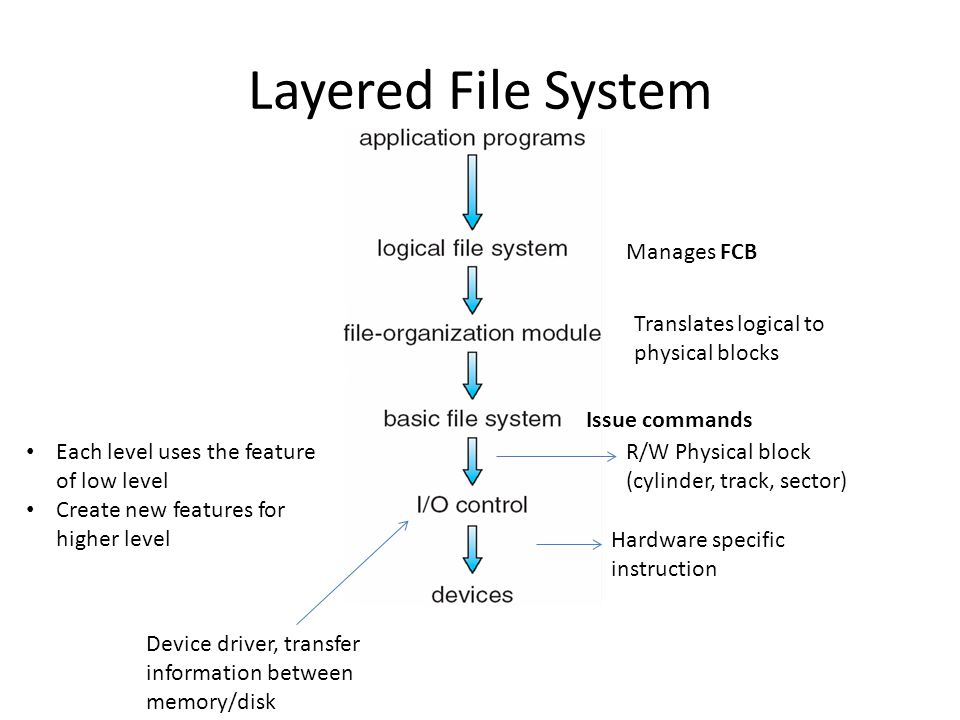 Layered File System
application programs
logical file system
Manages FCB
file-organization module
Translates logical to
physical blocks
basic file system
Issue commands
• Each level uses the feature
of low level
• Create new features for
higher level
R/W Physical block
(cylinder, track, sector)
I/O control
Hardware specific
instruction
devices
Device driver, transfer
information between
memory/disk